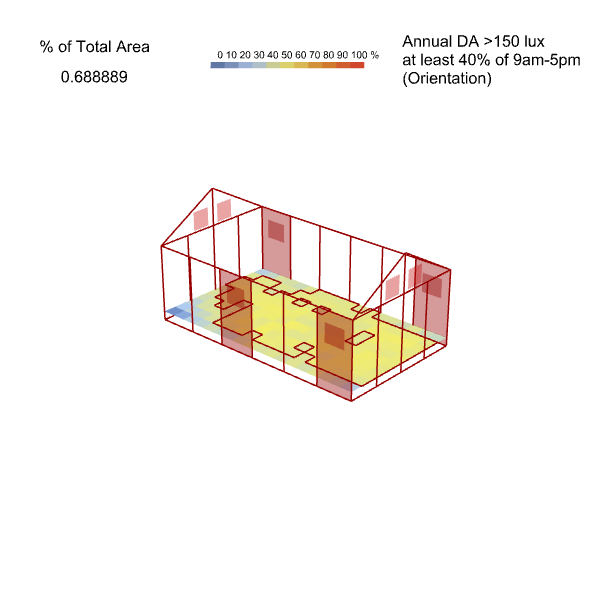 % of Total Area
0.688889
0 10 20 30 40 50 60 70 80 90 100 %
Annual DA >150 lux
at least 40% of 9am-5pm
(Orientation)